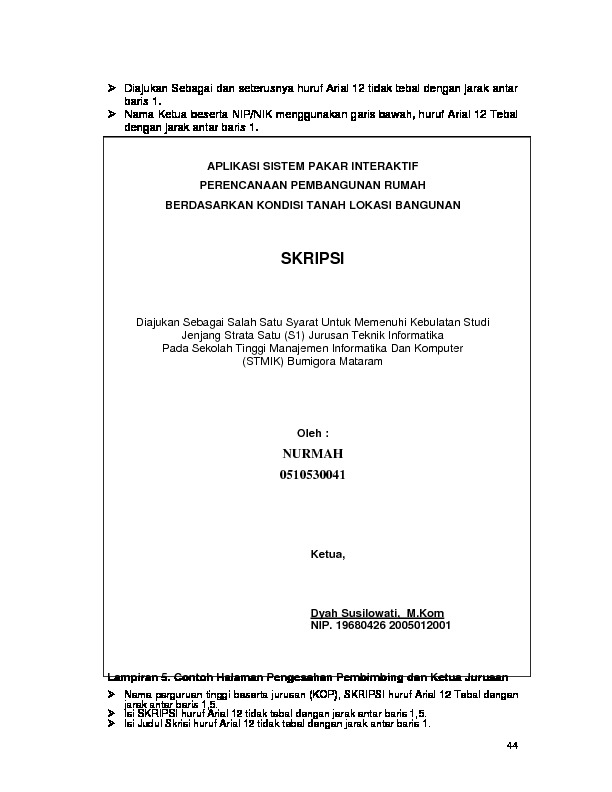 ➢ Diajukan Sebagai dan seterusnya huruf Arial 12 tidak tebal dengan jarak antar
baris 1.
➢ Nama Ketua beserta NIP/NIK menggunakan garis bawah, huruf Arial 12 Tebal
dengan jarak antar baris 1.
APLIKASI SISTEM PAKAR INTERAKTIF
PERENCANAAN PEMBANGUNAN RUMAH
BERDASARKAN KONDISI TANAH LOKASI BANGUNAN
SKRIPSI
Diajukan Sebagai Salah Satu Syarat Untuk Memenuhi Kebulatan Studi
Jenjang Strata Satu (S1) Jurusan Teknik Informatika
Pada Sekolah Tinggi Manajemen Informatika Dan Komputer
(STMIK) Bumigora Mataram
Oleh :
NURMAH
0510530041
Ketua,
Dyah Susilowati, M.Kom
NIP. 19680426 2005012001
Lampiran 5. Contoh Halaman Pengesahan Pembimbing dan Ketua Jurusan
➢ Nama perguruan tinggi beserta jurusan (KOP), SKRIPSI huruf Arial 12 Tebal dengan
jarak antar baris 1,5.
➢ Isi SKRIPSI huruf Arial 12 tidak tebal dengan jarak antar baris 1,5.
➢ Isi Judul Skrisi huruf Arial 12 tidak tebal dengan jarak antar baris 1.
44